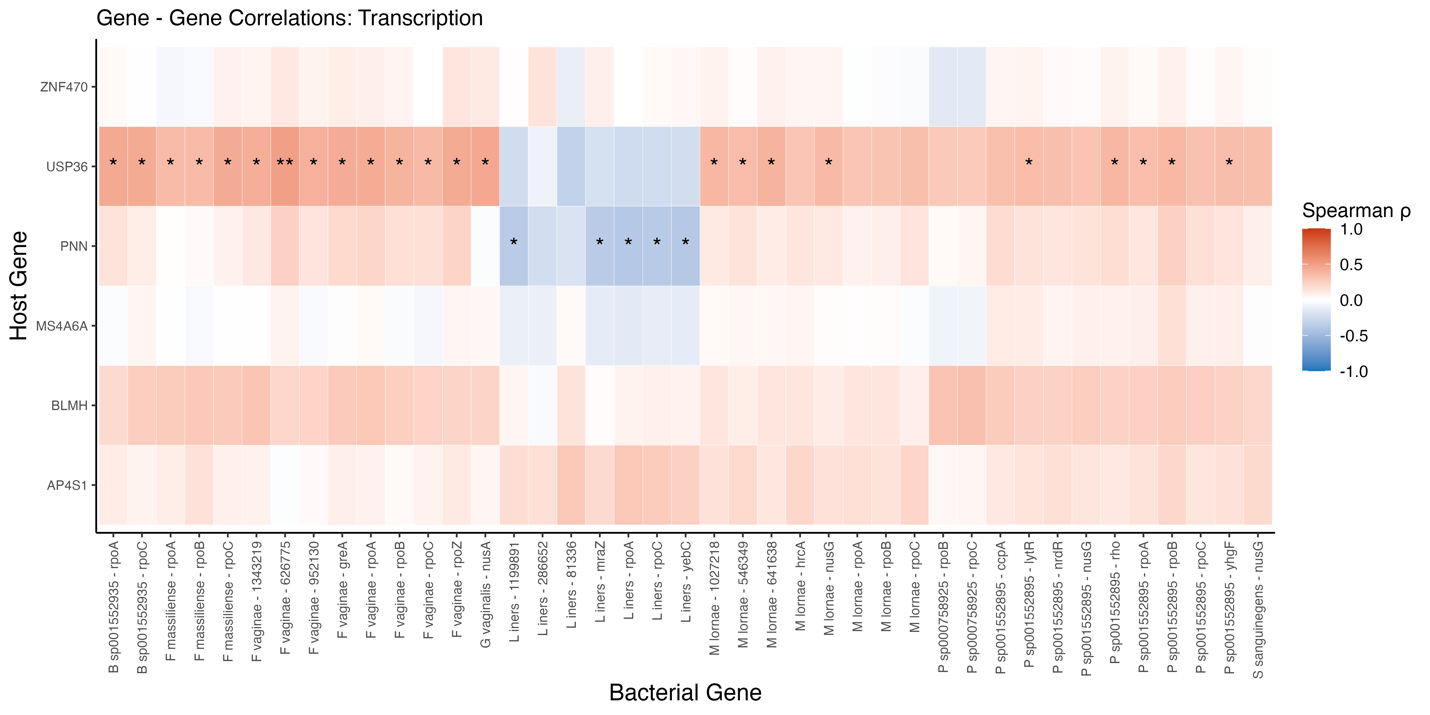 Gene - Gene Correlations: Transcription
Host Gene
ZNF470
USP36
* * * * * * ** * * * * * * * * * * * * * * * *
PNN
* * * * *
MS4A6A
BLMH
AP4S1
B sp001552935 - rpoA
B sp001552935 - rpoC
F massiliense - rpoA
F massiliense - rpoB
F massiliense - rpoC
F vaginae - 1343219
F vaginae - 626775
F vaginae - 952130
F vaginae - greA
F vaginae - rpoA
F vaginae - rpoB
F vaginae - rpoC
F vaginae - rpoZ
G vaginalis - nusA
L iners - 1199891
L iners - 286652
L iners - 81336
L iners - mraZ
L iners - rpoA
L iners - rpoC
L iners - yebC
M lornae - 1027218
M lornae - 546349
M lornae - 641638
M lornae - hrcA
M lornae - nusG
M lornae - rpoA
M lornae - rpoB
M lornae - rpoC
P sp000758925 - rpoB
P sp000758925 - rpoC
P sp001552895 - ccpA
P sp001552895 - lytR
P sp001552895 - nrdR
P sp001552895 - nusG
P sp001552895 - rho
P sp001552895 - rpoA
P sp001552895 - rpoB
P sp001552895 - rpoC
P sp001552895 - yhgF
S sanguinegens - nusG
Bacterial Gene
Spearman ρ
1.0
0.5
0.0
-0.5
-1.0